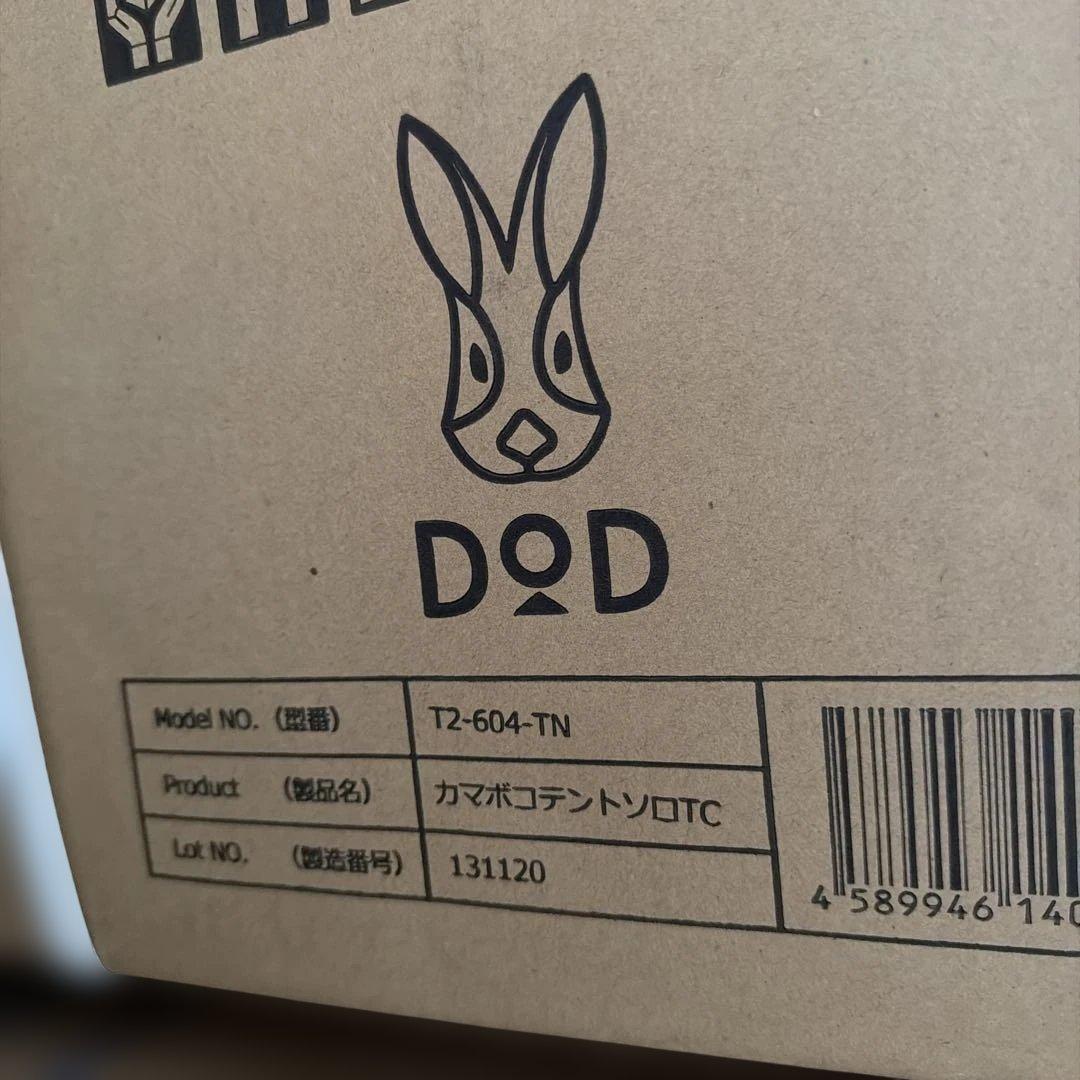 DOD
Model NO. (型番) T2-604-TN
Product (製品名) カマボコテントソロTC
Lot NO. (製造番号) 131120
4 589946 140